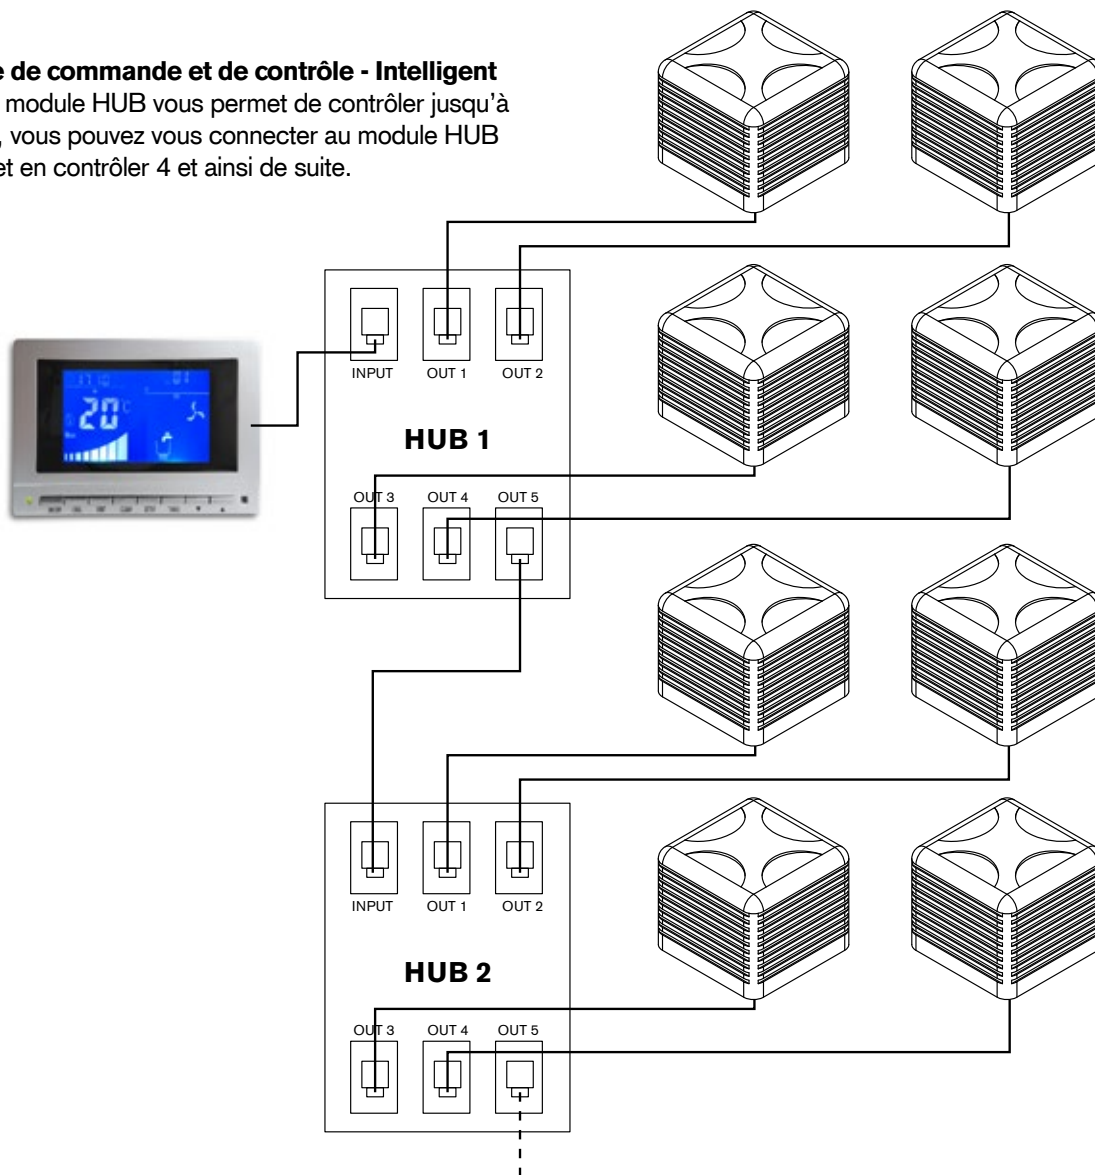 e de commande et de contrôle - Intelligent
module HUB vous permet de contrôler jusqu'à
, vous pouvez vous connecter au module HUB
et en contrôler 4 et ainsi de suite.
INPUT OUT 1 OUT 2
20°C
HUB 1
OUT 3 OUT 4 OUT 5
INPUT OUT 1 OUT 2
HUB 2
OUT 3 OUT 4 OUT 5